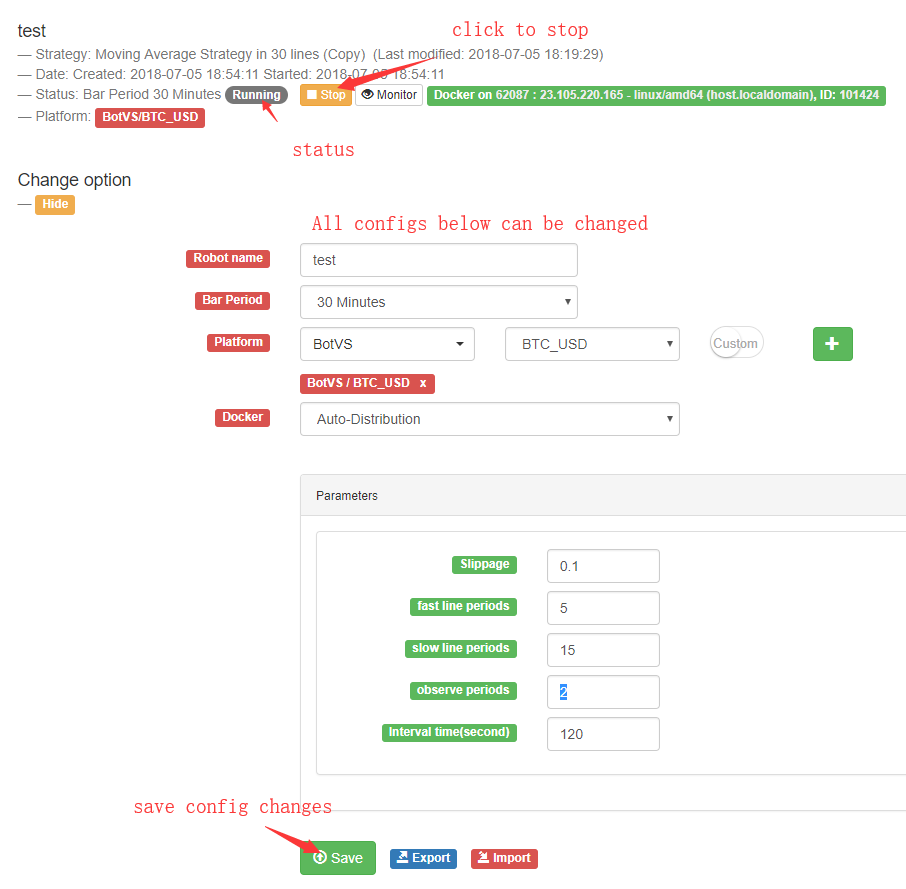 test
click to stop
— Strategy: Moving Average Strategy in 30 lines (Copy) (Last modified: 2018-07-05 18:19:29)
— Date: Created: 2018-07-05 18:54:11 Started: 2018-07-05 18:54:11
— Status: Bar Period 30 Minutes Running Stop Monitor Docker on 62087 : 23.105.220.165 - linux/amd64 (host.localdomain), ID: 101424
— Platform: BotVS/BTC_USD
status
Change option
— Hide
All configs below can be changed
Robot name test
Bar Period 30 Minutes
Platform BotVS BTC_USD Custom +
BotVS / BTC_USD x
Docker Auto-Distribution
Parameters
Slippage 0.1
fast line periods 5
slow line periods 15
observe periods 2
Interval time(second) 120
save config changes
Save Export Import